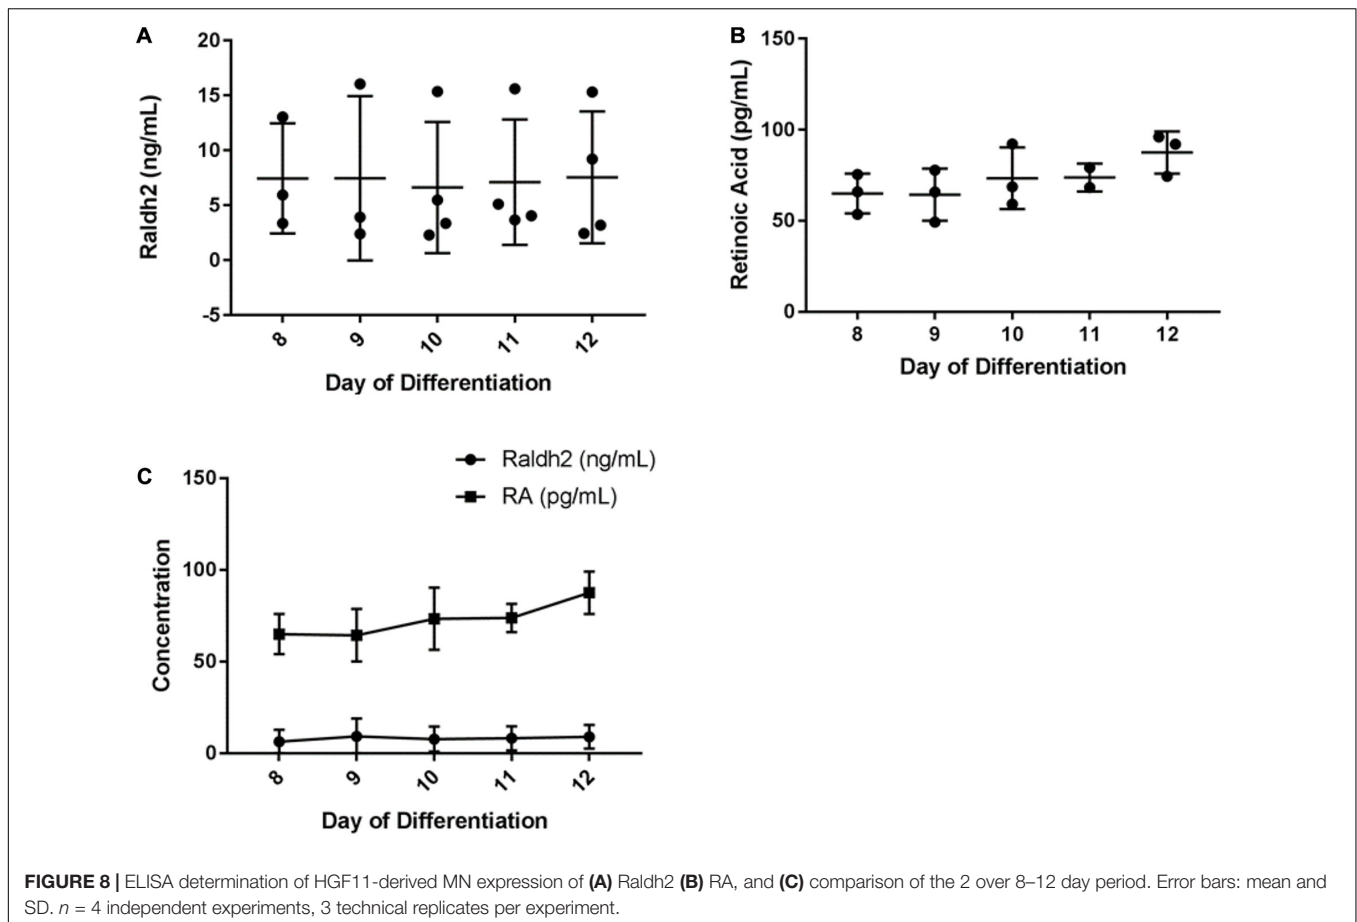 A
20
15
10
5
0
-5
Raldh2 (ng/mL)
8 9 10 11 12
Day of Differentiation
B
150
100
50
0
Retinoic Acid (pg/mL)
8 9 10 11 12
Day of Differentiation
C
Raldh2 (ng/mL)
RA (pg/mL)
150
100
50
0
Concentration
8 9 10 11 12
Day of Differentiation
FIGURE 8 | ELISA determination of HGF11-derived MN expression of (A) Raldh2 (B) RA, and (C) comparison of the 2 over 8–12 day period. Error bars: mean and
SD. n = 4 independent experiments, 3 technical replicates per experiment.